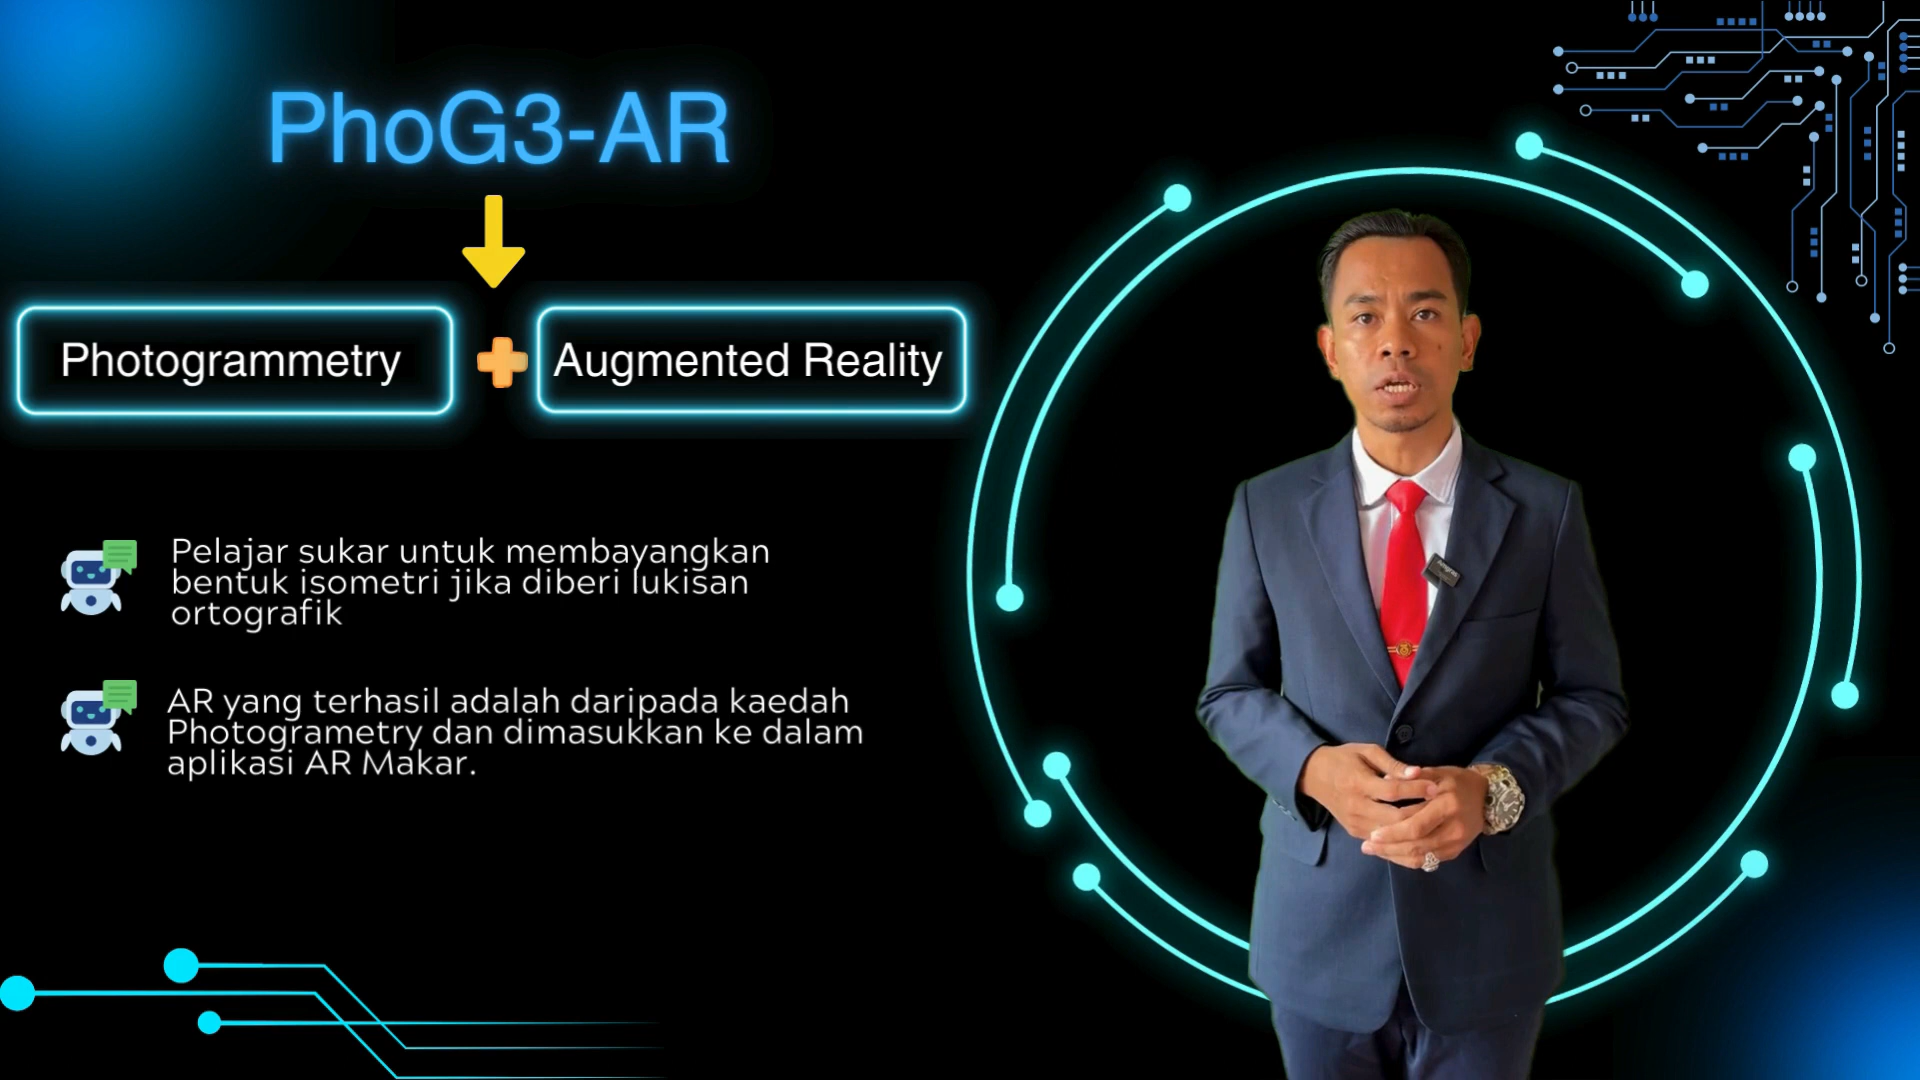 PhoG3-AR
Photogrammetry
Augmented Reality
Pelajar sukar untuk membayangkan
bentuk isometri jika diberi lukisan
ortografik
AR yang terhasil adalah daripada kaedah
Photogrametry dan dimasukkan ke dalam
aplikasi AR Makar.